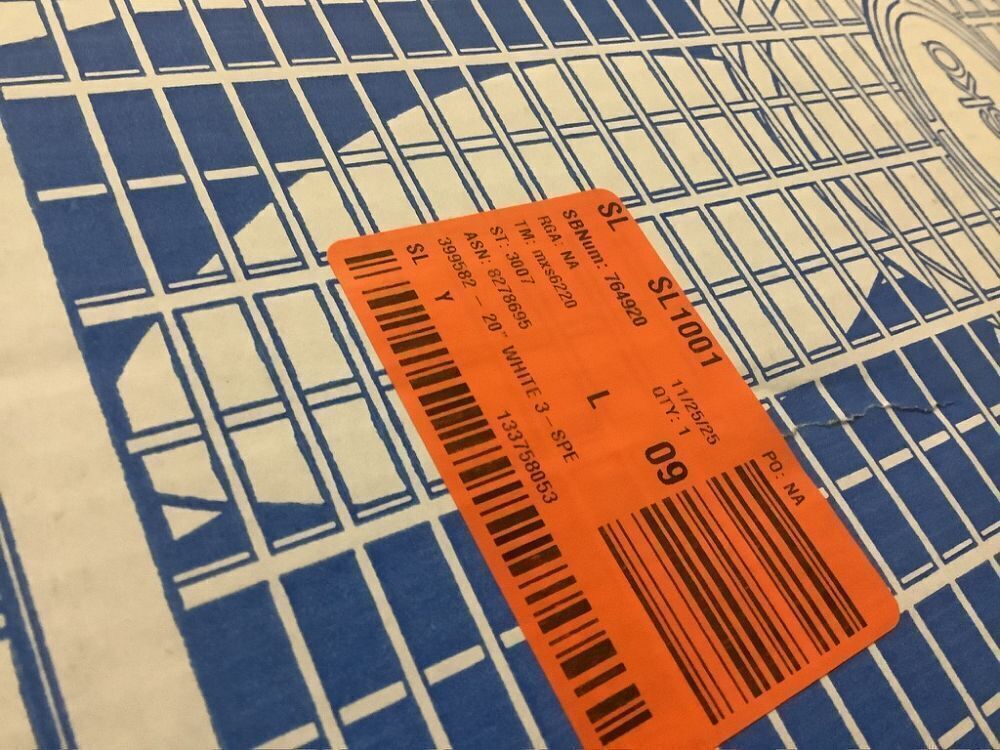 SL
SL1001
SBNum: 764920
11/25/25
PO: NA
RGA: NA
QTY: 1
TM: mxs6220
L
09
ST: 3007
ASN: 8278695
399582 - 20" WHITE 3-SPE
SL
Y
133758053